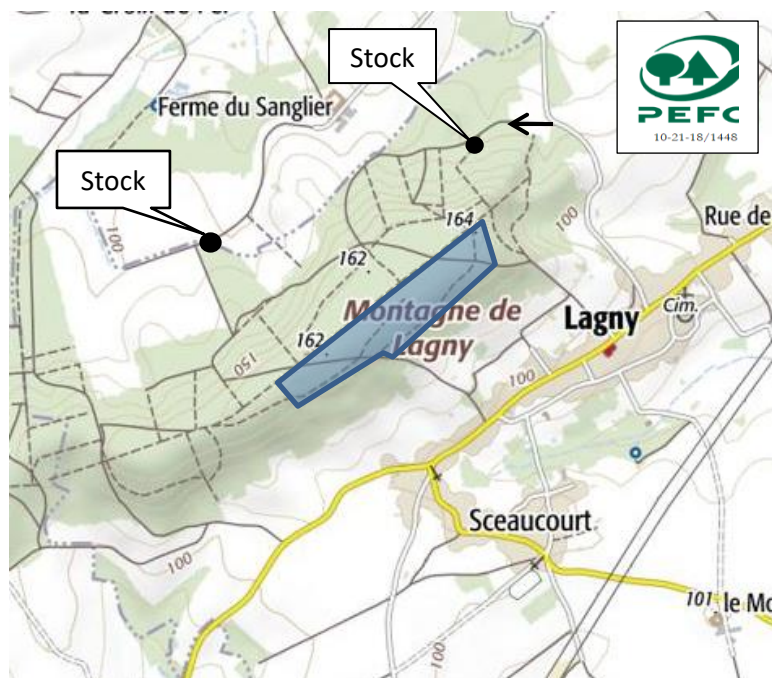 Stock
Ferme du Sanglier
PEFC
10-21-18/1448
Stock
100
100
164
Rue de
162
Montagne de
Lagny
Lagny
Cim.
162
150
100
100
Sceaucourt
101
le Mo
100